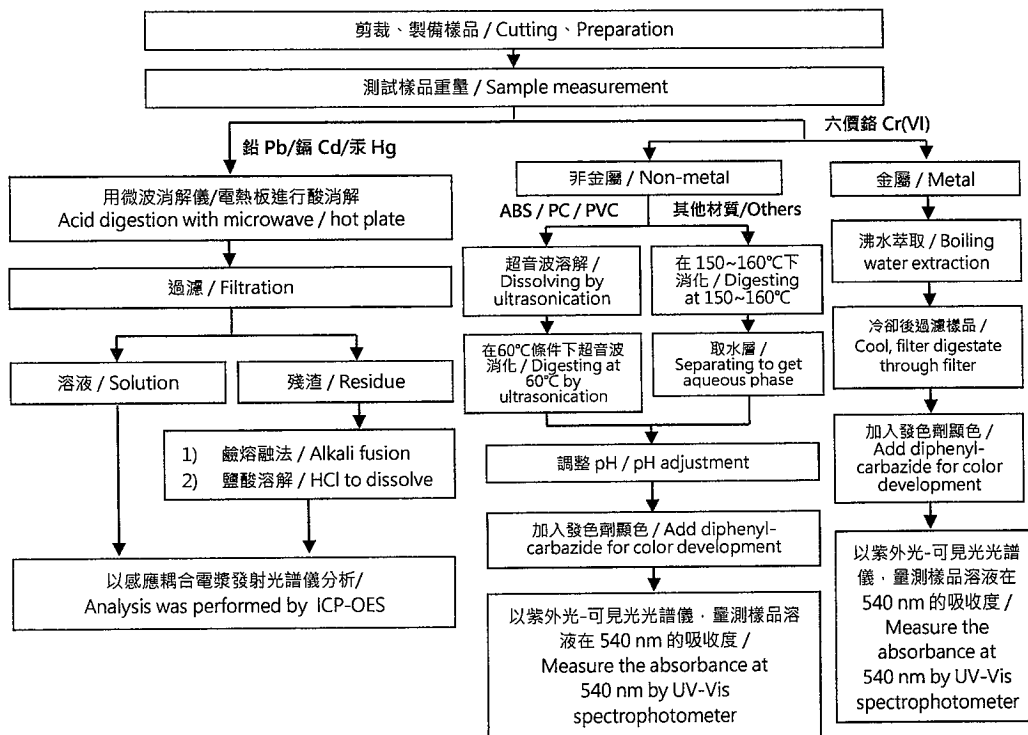 剪裁、製備樣品 / Cutting、Preparation
測試樣品重量 / Sample measurement
鉛 Pb/鎘 Cd/汞 Hg
六價鉻 Cr(VI)
用微波消解儀/電熱板進行酸消解
Acid digestion with microwave / hot plate
過濾 / Filtration
溶液 / Solution
殘渣 / Residue
1) 鹼熔融法 / Alkali fusion
2) 鹽酸溶解 / HCl to dissolve
以感應耦合電漿發射光譜儀分析/
Analysis was performed by ICP-OES
非金屬 / Non-metal
ABS / PC / PVC
其他材質/Others
超音波溶解 /
Dissolving by
ultrasonication
在 150~160℃下
消化 / Digesting
at 150~160℃
在60℃條件下超音波
消化 / Digesting at
60℃ by
ultrasonication
取水層 /
Separating to get
aqueous phase
調整 pH / pH adjustment
加入發色劑顯色 / Add diphenyl-
carbazide for color development
以紫外光-可見光光譜儀，量測樣品溶
液在 540 nm 的吸收度 /
Measure the absorbance at
540 nm by UV-Vis
spectrophotometer
金屬 / Metal
沸水萃取 / Boiling
water extraction
冷卻後過濾樣品 /
Cool, filter digestate
through filter
加入發色劑顯色 /
Add diphenyl-
carbazide for color
development
以紫外光-可見光光譜
儀，量測樣品溶液在
540 nm 的吸收度 /
Measure the
absorbance at
540 nm by UV-Vis
spectrophotometer